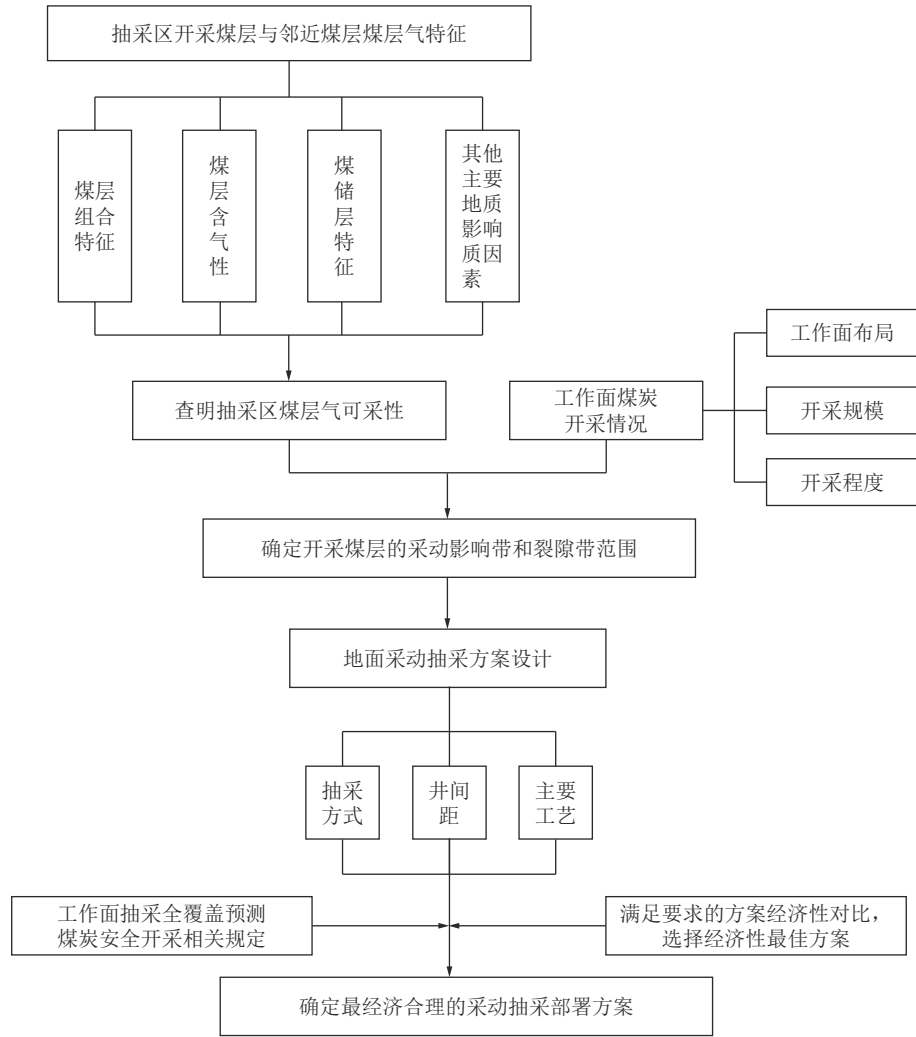 抽采区开采煤层与邻近煤层煤层气特征
煤层
组合
特征
煤
层
含
气
性
煤
储
层
特
征
其他
主要
地质
影响
质因
素
工作面布局
查明抽采区煤层气可采性
工作面煤炭
开采情况
开采规模
开采程度
确定开采煤层的采动影响带和裂隙带范围
地面采动抽采方案设计
抽采
方式
井间
距
主要
工艺
工作面抽采全覆盖预测
煤炭安全开采相关规定
满足要求的方案经济性对比，
选择经济性最佳方案
确定最经济合理的采动抽采部署方案